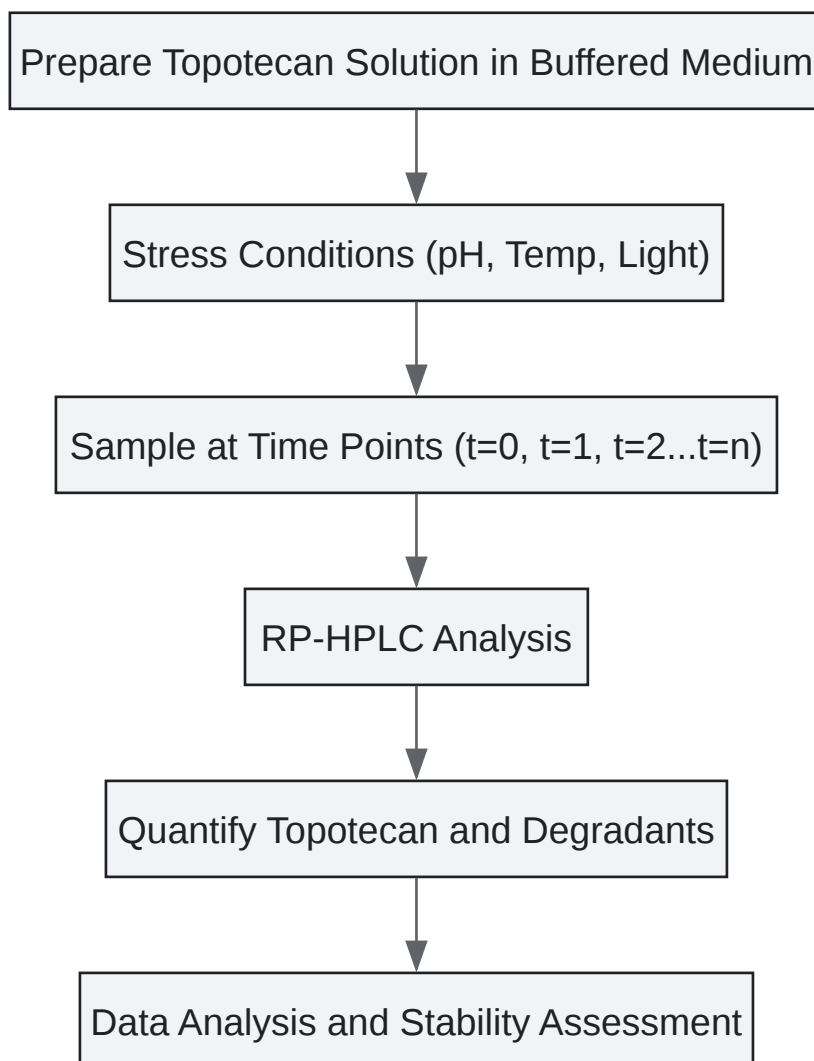 Prepare Topotecan Solution in Buffered Medium
Stress Conditions (pH, Temp, Light)
Sample at Time Points (t=0, t=1, t=2...t=n)
RP-HPLC Analysis
Quantify Topotecan and Degradants
Data Analysis and Stability Assessment